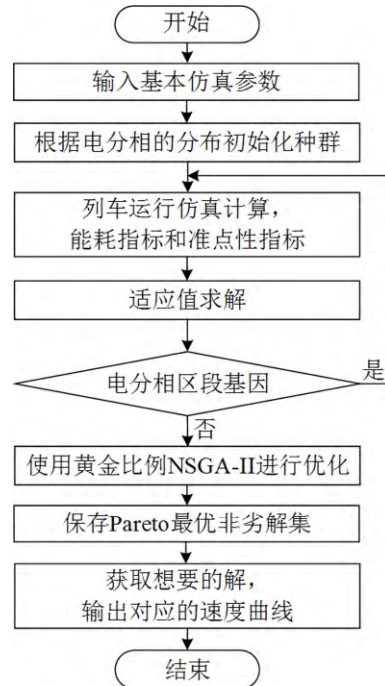 开始
输入基本仿真参数
根据电分相的分布初始化种群
列车运行仿真计算，
能耗指标和准点性指标
适应值求解
电分相区段基因
是
否
使用黄金比例NSGA-II进行优化
保存Pareto最优非劣解集
获取想要的解，
输出对应的速度曲线
结束